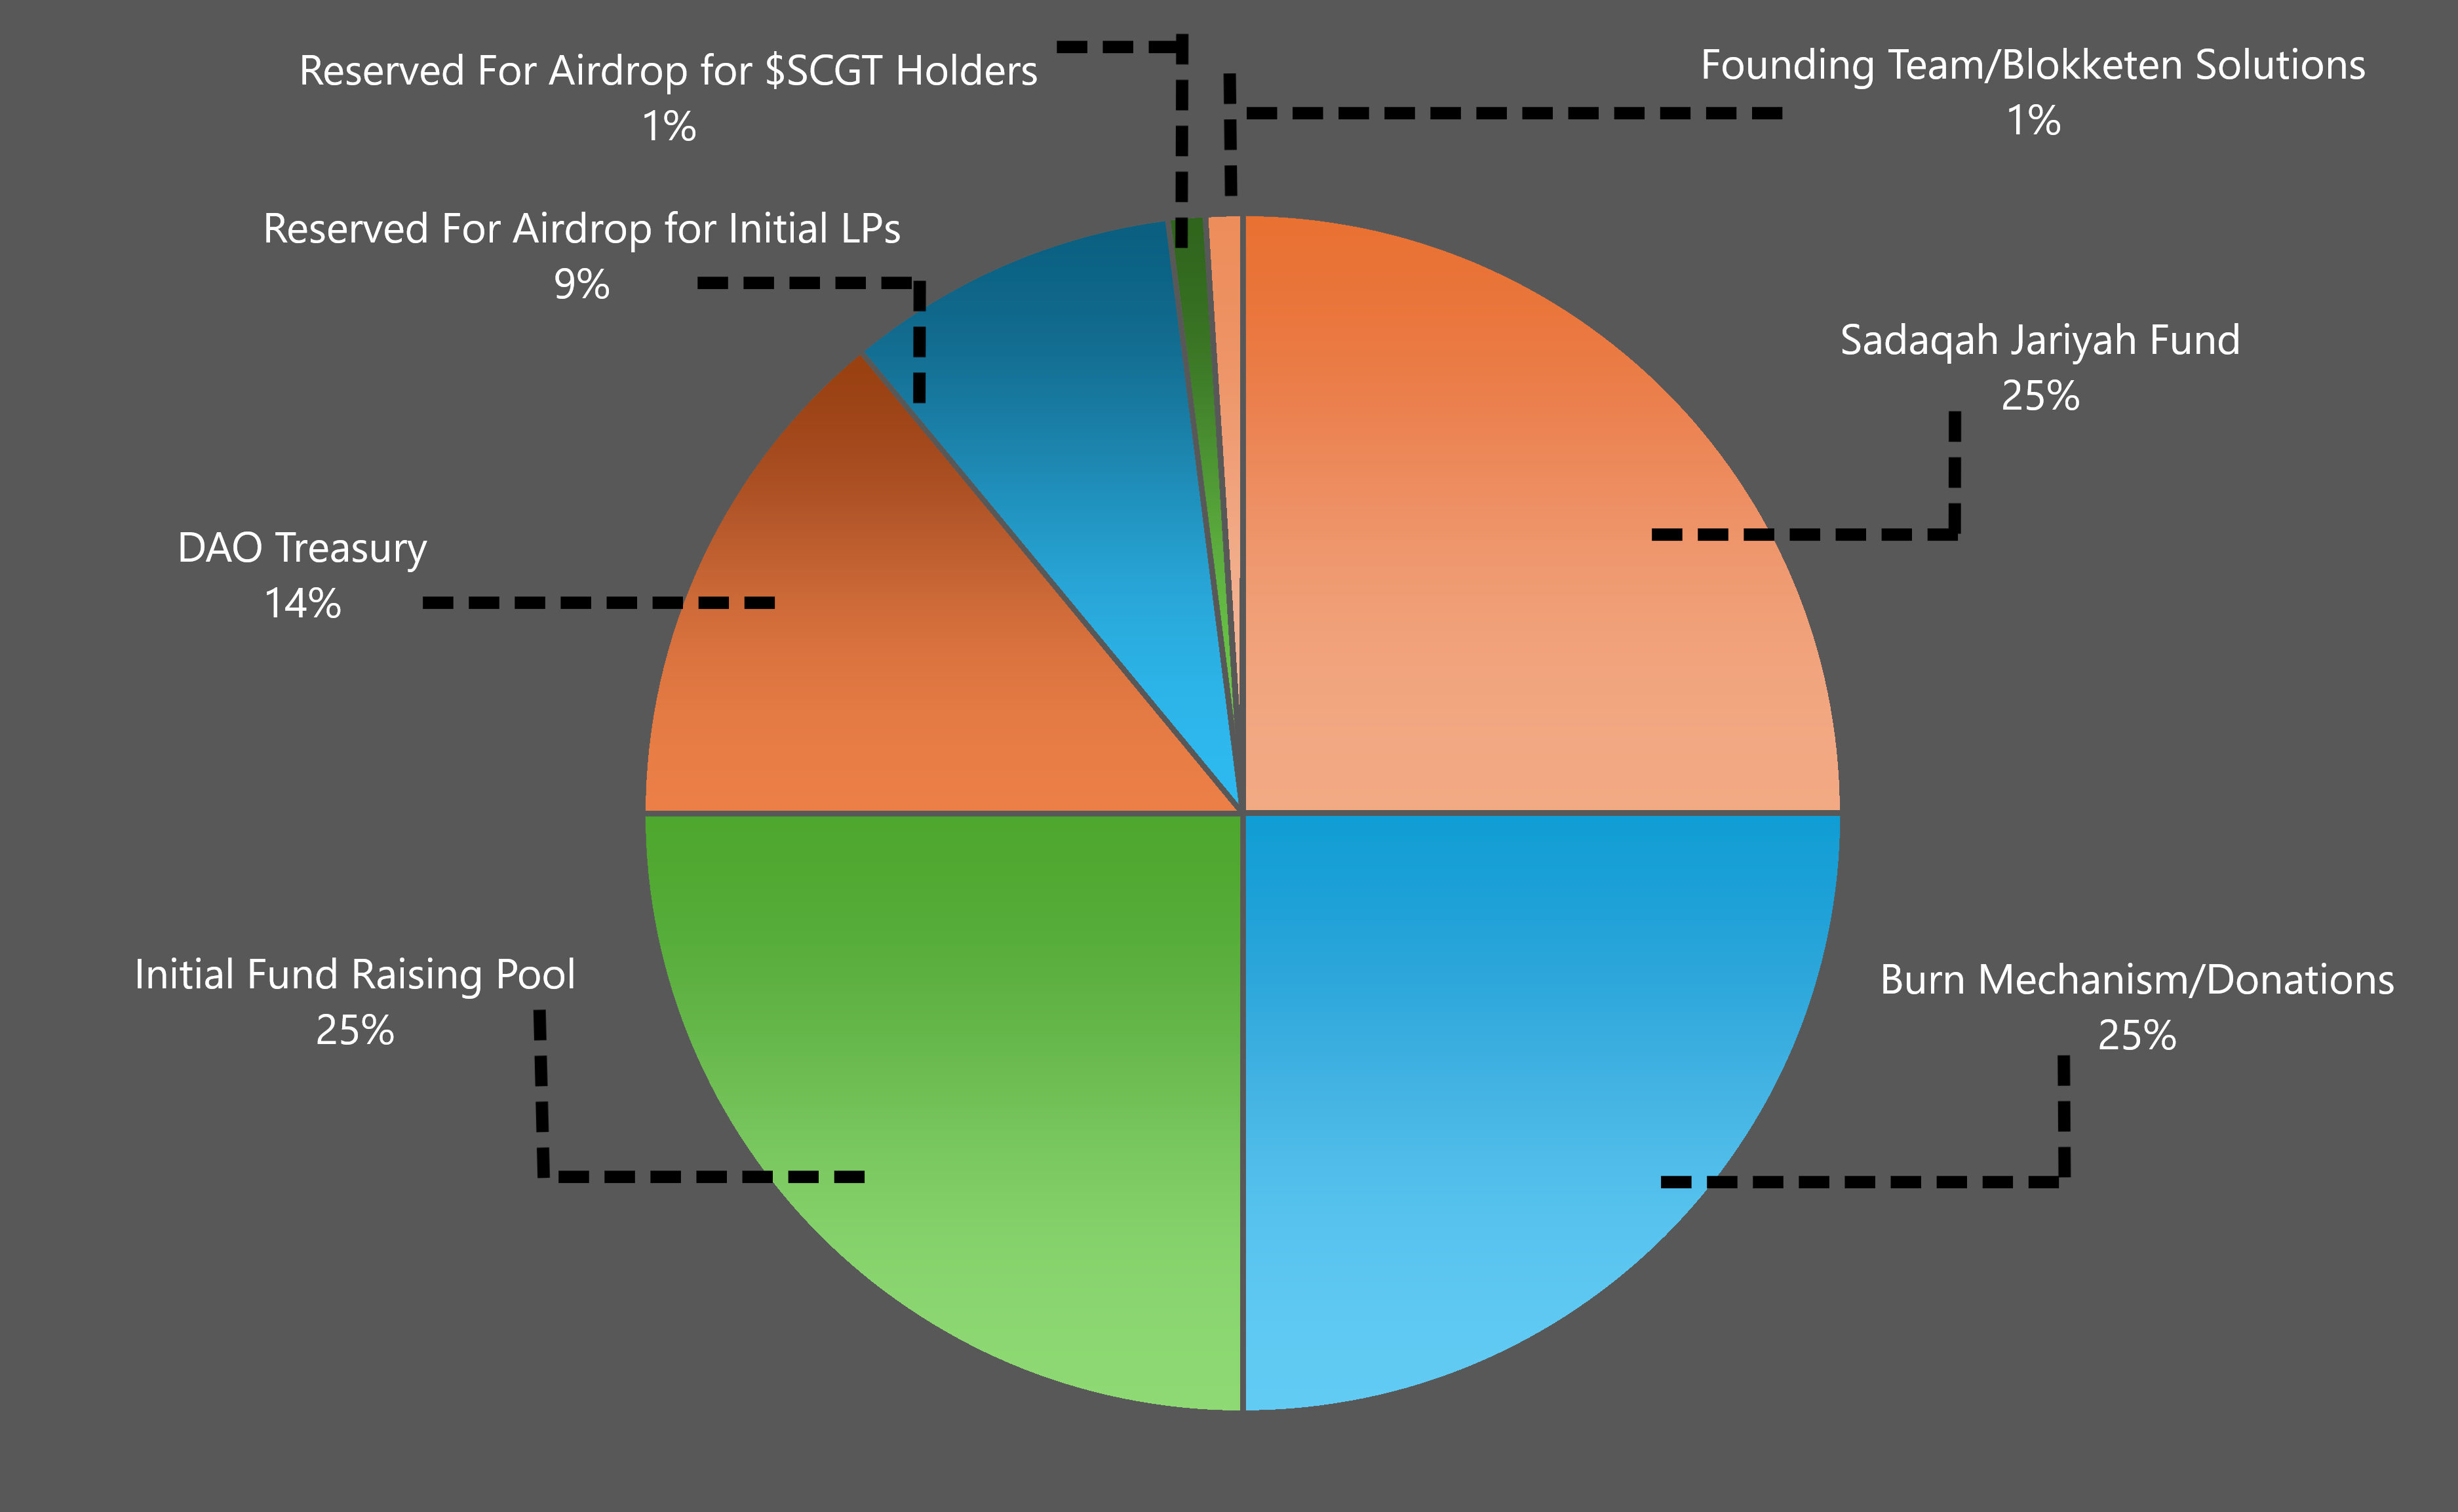 Reserved For Airdrop for $SCGT Holders
1%
Founding Team/Blokketen Solutions
1%
Reserved For Airdrop for Initial LPs
9%
Sadaqah Jariyah Fund
25%
DAO Treasury
14%
Initial Fund Raising Pool
25%
Burn Mechanism/Donations
25%